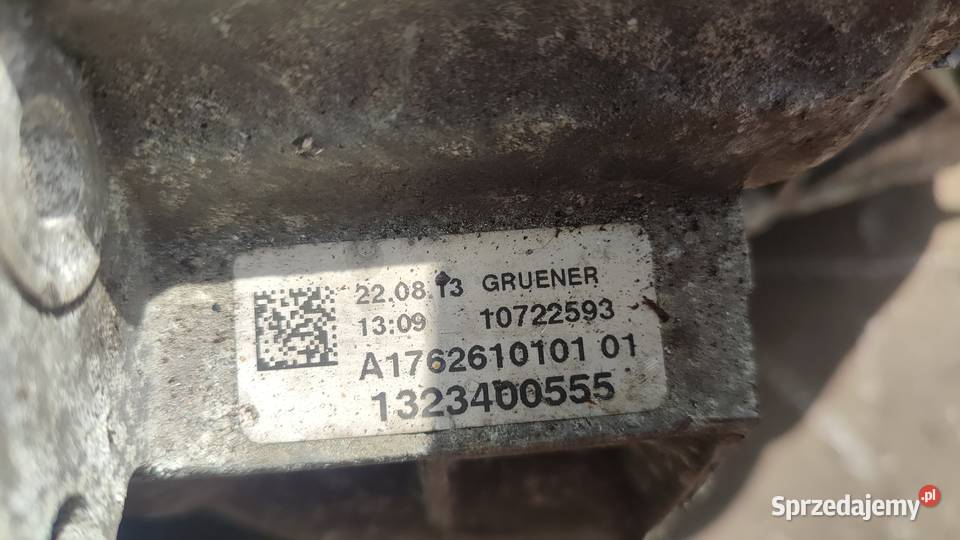 22.08.13 GRUENER
13:09 10722593
A1762610101 01
1323400555
Sprzedajemy.pl